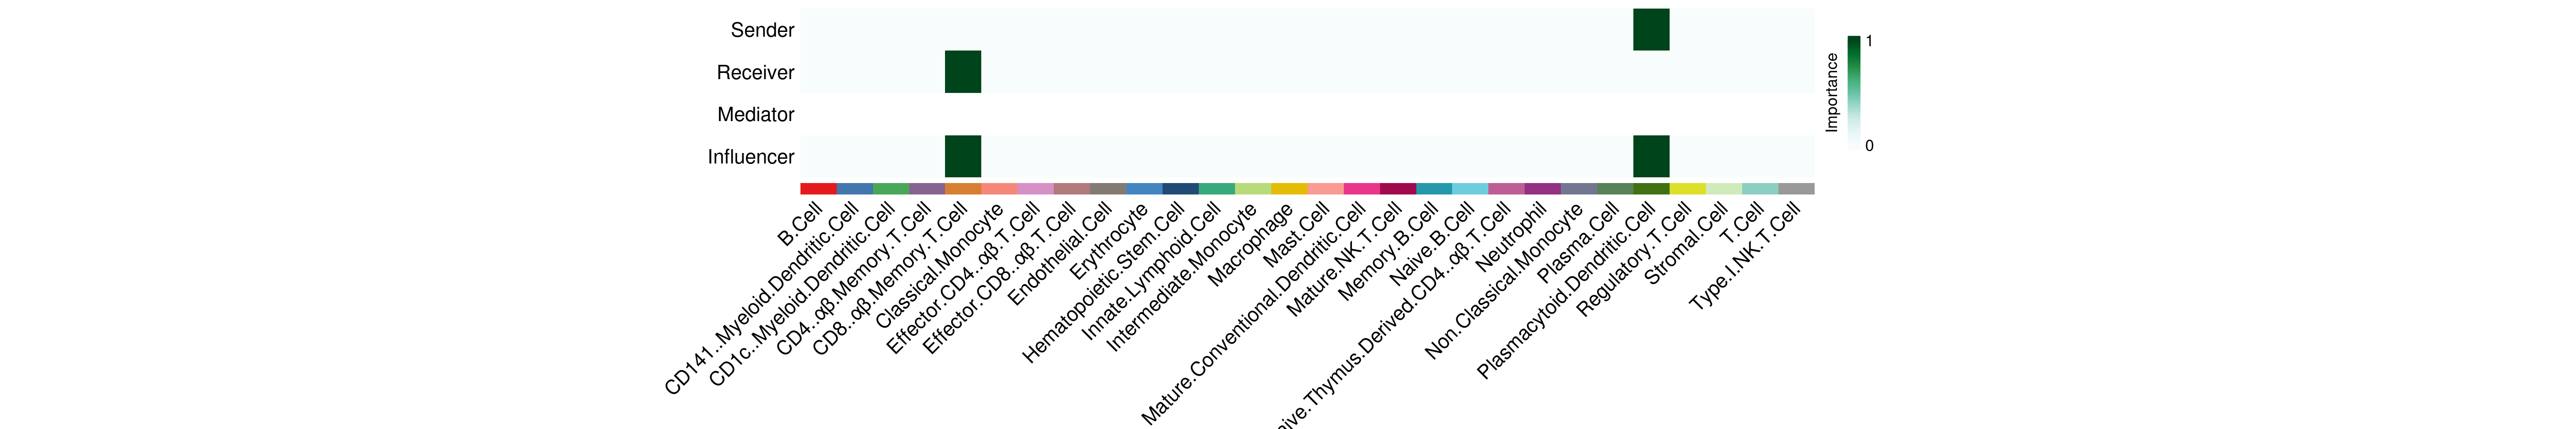 Sender
Receiver
Mediator
Influencer
Importance
1
0
B.Cell
CD141..Myeloid.Dendritic.Cell
CD1c..Myeloid.Dendritic.Cell
CD4..αβ.Memory.T.Cell
CD8..αβ.Memory.T.Cell
Classical.Monocyte
Effector.CD4..αβ.T.Cell
Effector.CD8..αβ.T.Cell
Endothelial.Cell
Erythrocyte
Hematopoietic.Stem.Cell
Innate.Lymphoid.Cell
Intermediate.Monocyte
Macrophage
Mast.Cell
Mature.Conventional.Dendritic.Cell
Mature.NK.T.Cell
Memory.B.Cell
Naive.B.Cell
ive.Thymus.Derived.CD4..αβ.T.Cell
Neutrophil
Non.Classical.Monocyte
Plasma.Cell
Plasmacytoid.Dendritic.Cell
Regulatory.T.Cell
Stromal.Cell
T.Cell
Type.I.NK.T.Cell